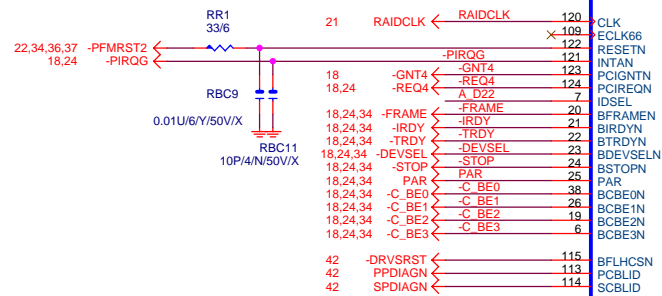 RR1
33/6
21 RAIDCLK RAIDCLK 120 CLK
109 ECLK66
22,34,36,37 -PFMRST2 122 RESETN
18,24 -PIRQG -PIRQG 121 INTAN
18 -GNT4 -GNT4 123 PCIGNTN
18,24 -REQ4 -REQ4 124 PCIREQN
A_D22 7 IDSEL
18,24,34 -FRAME -FRAME 20 BFRAMEN
18,24,34 -IRDY -IRDY 21 BIRDYN
18,24,34 -TRDY -TRDY 22 BTRDYN
18,24,34 -DEVSEL -DEVSEL 23 BDEVSELN
18,24,34 -STOP -STOP 24 BSTOPN
18,24,34 PAR PAR 25 PAR
18,24,34 -C_BE0 -C_BE0 38 BCBE0N
18,24,34 -C_BE1 -C_BE1 26 BCBE1N
18,24,34 -C_BE2 -C_BE2 19 BCBE2N
18,24,34 -C_BE3 -C_BE3 6 BCBE3N
RBC9
0.01U/6/Y/50V/X
RBC11
10P/4/N/50V/X
42 -DRVSRST 115 BFLHCSN
42 PPDIAGN 113 PCBLID
42 SPDIAGN 114 SCBLID